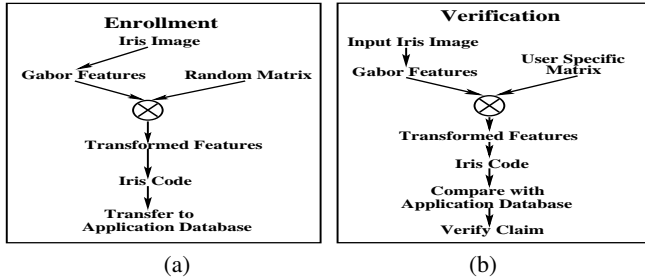 Enrollment
Iris Image
Gabor Features
Random Matrix
Transformed Features
Iris Code
Transfer to
Application Database
(a)
Verification
Input Iris Image
Gabor Features
User Specific
Matrix
Transformed Features
Iris Code
Compare with
Application Database
Verify Claim
(b)